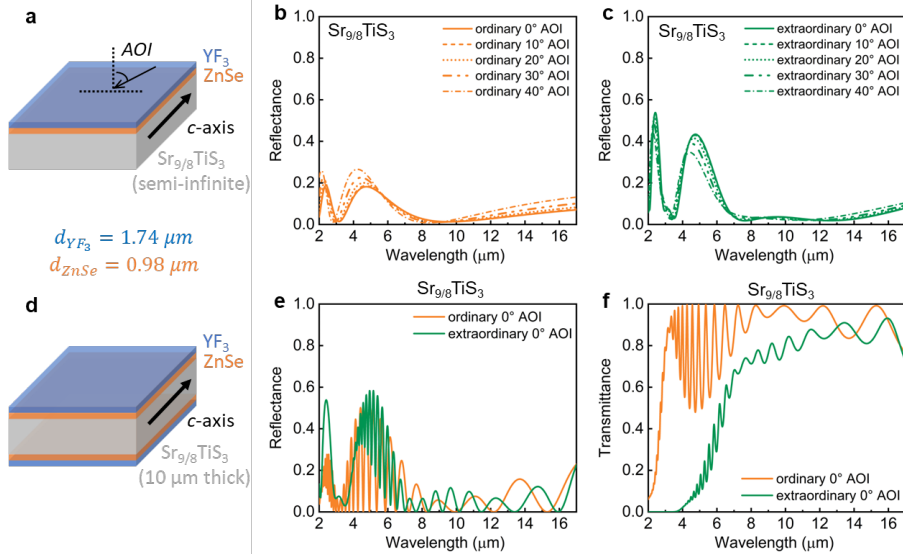 a
AOI
YF3
ZnSe
c-axis
Sr9/8TiS3
(semi-infinite)
dYF3 = 1.74 μm
dZnSe = 0.98 μm
b
Sr9/8TiS3
ordinary 0° AOI
ordinary 10° AOI
ordinary 20° AOI
ordinary 30° AOI
ordinary 40° AOI
Reflectance
1.0
0.8
0.6
0.4
0.2
0.0
2 4 6 8 10 12 14 16
Wavelength (μm)
c
Sr9/8TiS3
extraordinary 0° AOI
extraordinary 10° AOI
extraordinary 20° AOI
extraordinary 30° AOI
extraordinary 40° AOI
Reflectance
1.0
0.8
0.6
0.4
0.2
0.0
2 4 6 8 10 12 14 16
Wavelength (μm)
d
YF3
ZnSe
c-axis
Sr9/8TiS3
(10 μm thick)
e
Sr9/8TiS3
ordinary 0° AOI
extraordinary 0° AOI
Reflectance
1.0
0.8
0.6
0.4
0.2
0.0
2 4 6 8 10 12 14 16
Wavelength (μm)
f
Sr9/8TiS3
Transmittance
1.0
0.8
0.6
0.4
0.2
0.0
ordinary 0° AOI
extraordinary 0° AOI
2 4 6 8 10 12 14 16
Wavelength (μm)